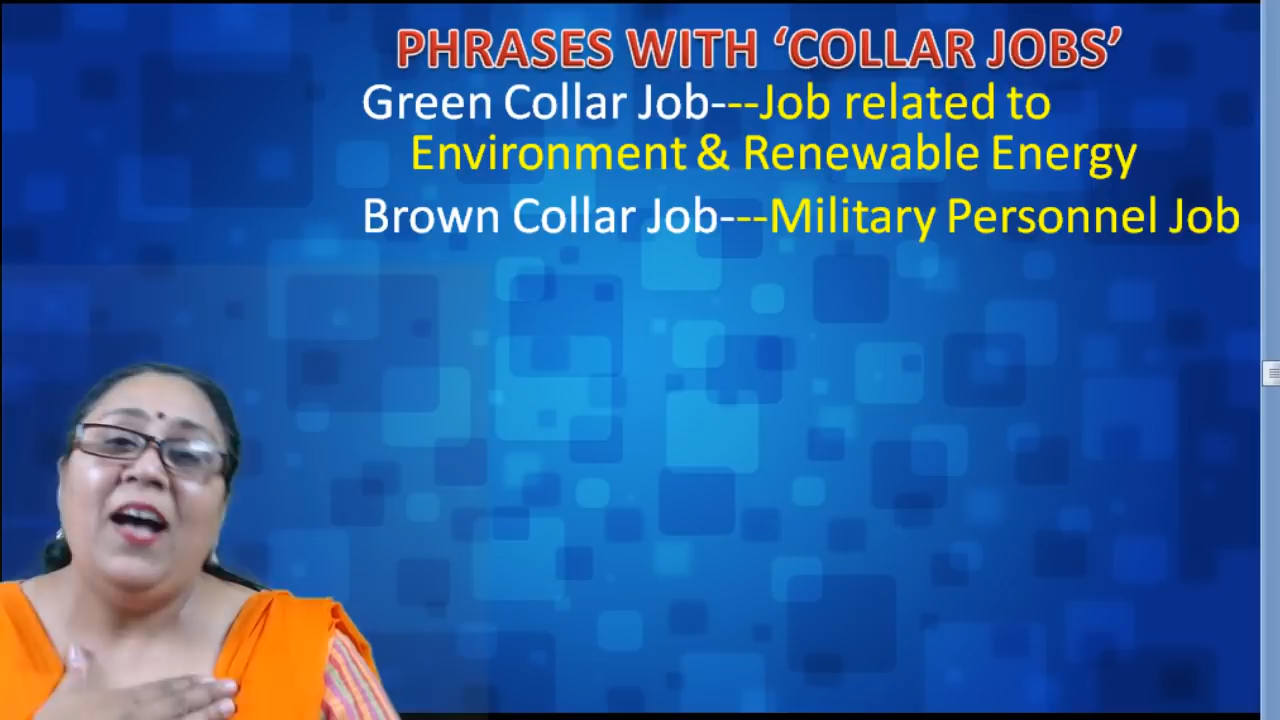 PHRASES WITH ‘COLLAR JOBS’
Green Collar Job---Job related to
Environment & Renewable Energy
Brown Collar Job---Military Personnel Job